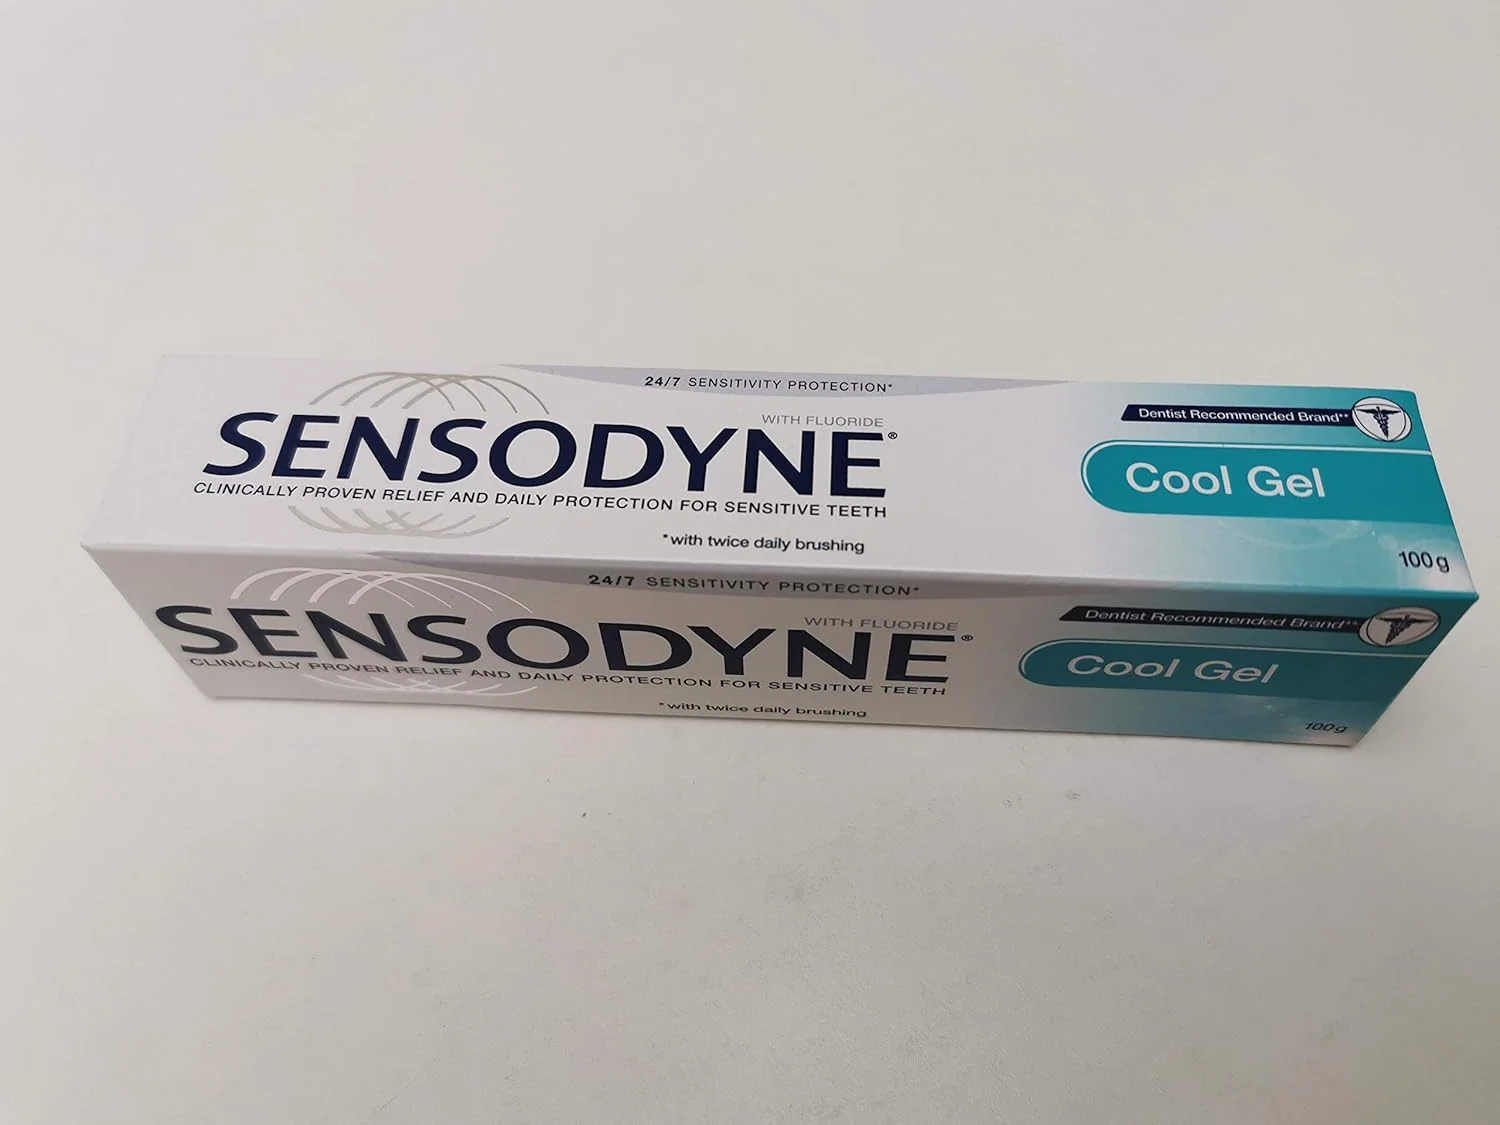 24/7 SENSITIVITY PROTECTION*
WITH FLUORIDE
SENSODYNE®
CLINICALLY PROVEN RELIEF AND DAILY PROTECTION FOR SENSITIVE TEETH
*with twice daily brushing
Dentist Recommended Brand**
Cool Gel
100g
24/7 SENSITIVITY PROTECTION*
WITH FLUORIDE
SENSODYNE®
CLINICALLY PROVEN RELIEF AND DAILY PROTECTION FOR SENSITIVE TEETH
*with twice daily brushing
Dentist Recommended Brand**
Cool Gel
100g